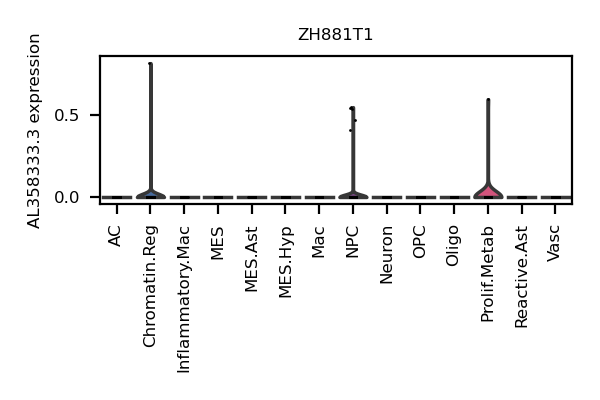 ZH881T1
AL358333.3 expression
0.5
0.0
AC
Chromatin.Reg
Inflammatory.Mac
MES
MES.Ast
MES.Hyp
Mac
NPC
Neuron
OPC
Oligo
Prolif.Metab
Reactive.Ast
Vasc